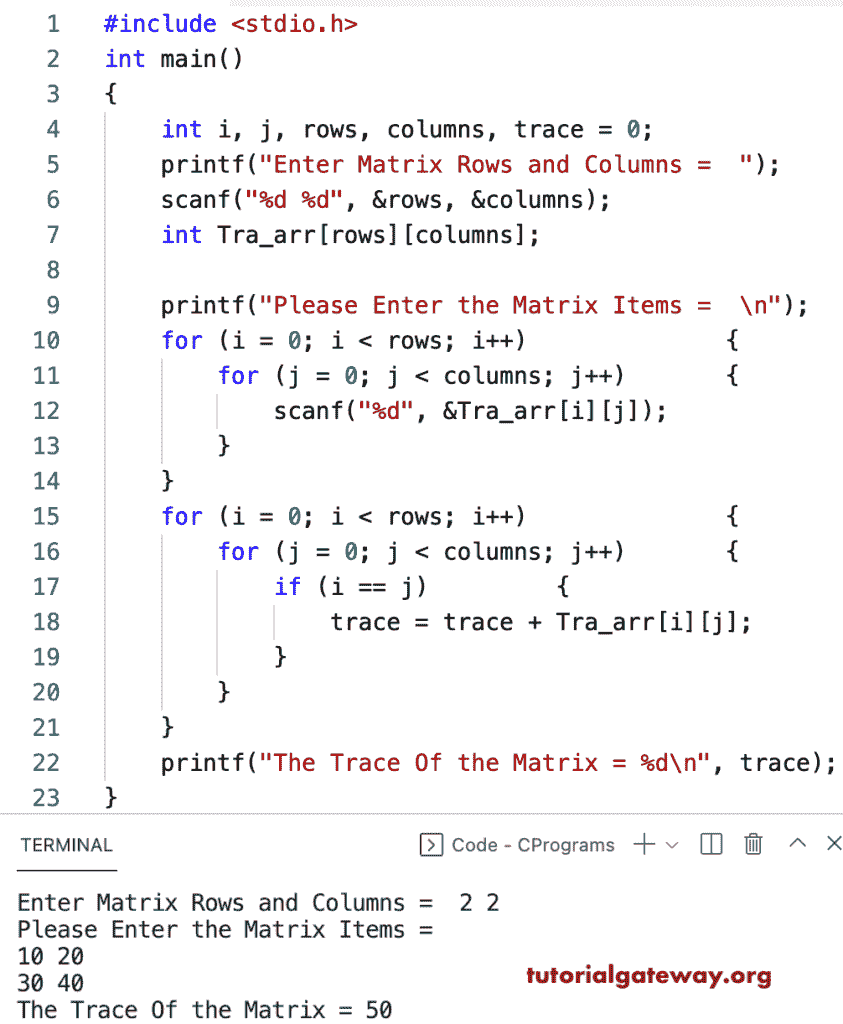 1 #include <stdio.h>
2 int main()
3 {
4 int i, j, rows, columns, trace = 0;
5 printf("Enter Matrix Rows and Columns =  ");
6 scanf("%d %d", &rows, &columns);
7 int Tra_arr[rows][columns];
8
9 printf("Please Enter the Matrix Items =  \n");
10 for (i = 0; i < rows; i++) {
11 for (j = 0; j < columns; j++) {
12 scanf("%d", &Tra_arr[i][j]);
13 }
14 }
15 for (i = 0; i < rows; i++) {
16 for (j = 0; j < columns; j++) {
17 if (i == j) {
18 trace = trace + Tra_arr[i][j];
19 }
20 }
21 }
22 printf("The Trace Of the Matrix = %d\n", trace);
23 }
TERMINAL Code - CPrograms
Enter Matrix Rows and Columns =  2 2
Please Enter the Matrix Items =
10 20
30 40
tutorialgateway.org
The Trace Of the Matrix = 50